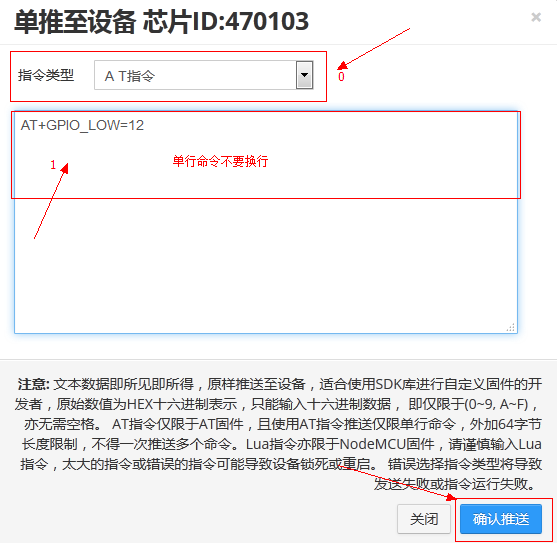 单推至设备 芯片ID:470103
×
指令类型 A T指令 0
AT+GPIO_LOW=12
1 单行命令不要换行
注意: 文本数据即所见即所得，原样推送至设备，适合使用SDK库进行自定义固件的开
发者，原始数值为HEX十六进制表示，只能输入十六进制数据， 即仅限于(0~9, A~F)，
亦无需空格。 AT指令仅限于AT固件，且使用AT指令推送仅限单行命令，外加64字节
长度限制，不得一次推送多个命令。Lua指令亦限于NodeMCU固件，请谨慎输入Lua
指令，太大的指令或错误的指令可能导致设备锁死或重启。 错误选择指令类型将导致
发送失败或指令运行失败。
关闭 确认推送